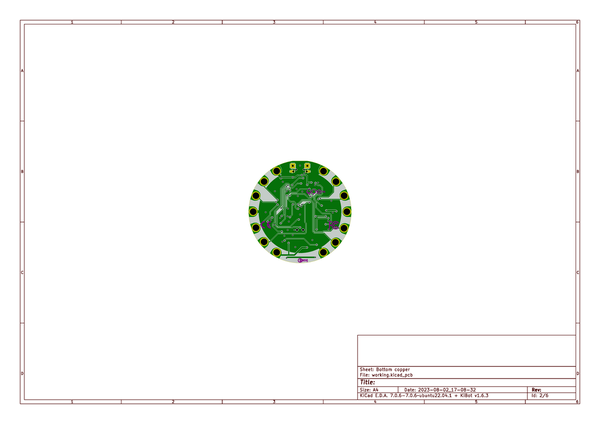 1 2 3 4 5 6
A A
B B
C C
Sheet: Bottom copper
File: working.kicad_pcb
Title:
D D
Size: A4 Date: 2023-08-02_17-08-32 Rev:
KiCad E.D.A. 7.0.6-7.0.6~ubuntu22.04.1 + KiBot v1.6.3 Id: 2/6
1 2 3 4 5 6